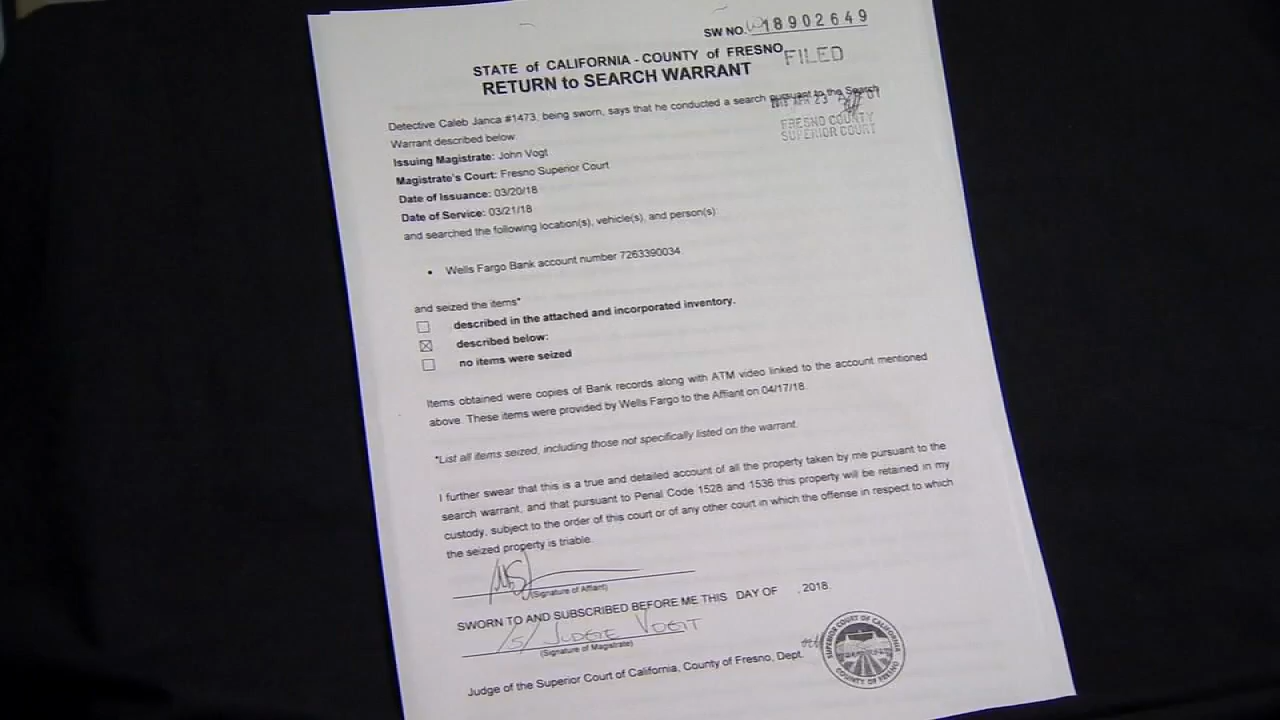 SW NO. W18902649
STATE of CALIFORNIA - COUNTY of FRESNO
FILED
RETURN to SEARCH WARRANT
Detective Caleb Janca #1473, being sworn, says that he conducted a search pursuant to the Search
APR 23
Warrant described below:
FRESNO COUNTY
SUPERIOR COURT
Issuing Magistrate: John Vogt
Magistrate's Court: Fresno Superior Court
Date of Issuance: 03/20/18
Date of Service: 03/21/18
and searched the following location(s), vehicle(s), and person(s):
• Wells Fargo Bank account number 7263390034.
and seized the items*
described in the attached and incorporated inventory.
☒ described below:
no items were seized
Items obtained were copies of Bank records along with ATM video linked to the account mentioned
above. These items were provided by Wells Fargo to the Affiant on 04/17/18.
*List all items seized, including those not specifically listed on the warrant.
I further swear that this is a true and detailed account of all the property taken by me pursuant to the
search warrant, and that pursuant to Penal Code 1528 and 1536 this property will be retained in my
custody, subject to the order of this court or of any other court in which the offense in respect to which
the seized property is triable.
(Signature of Affiant)
SWORN TO AND SUBSCRIBED BEFORE ME THIS DAY OF , 2018.
/s/ JUDGE VOGT
(Signature of Magistrate)
Judge of the Superior Court of California, County of Fresno, Dept.
SUPERIOR COURT OF CALIFORNIA
COUNTY OF FRESNO